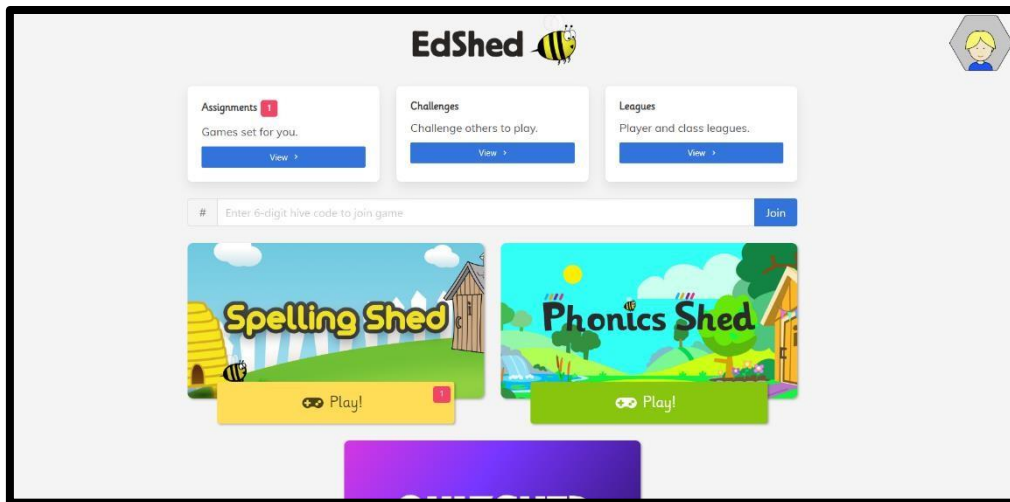 EdShed
Assignments 1
Games set for you.
View >
Challenges
Challenge others to play.
View >
Leagues
Player and class leagues.
View >
# Enter 6-digit hive code to join game
Join
Spelling Shed
Play! 1
Phonics Shed
Play!